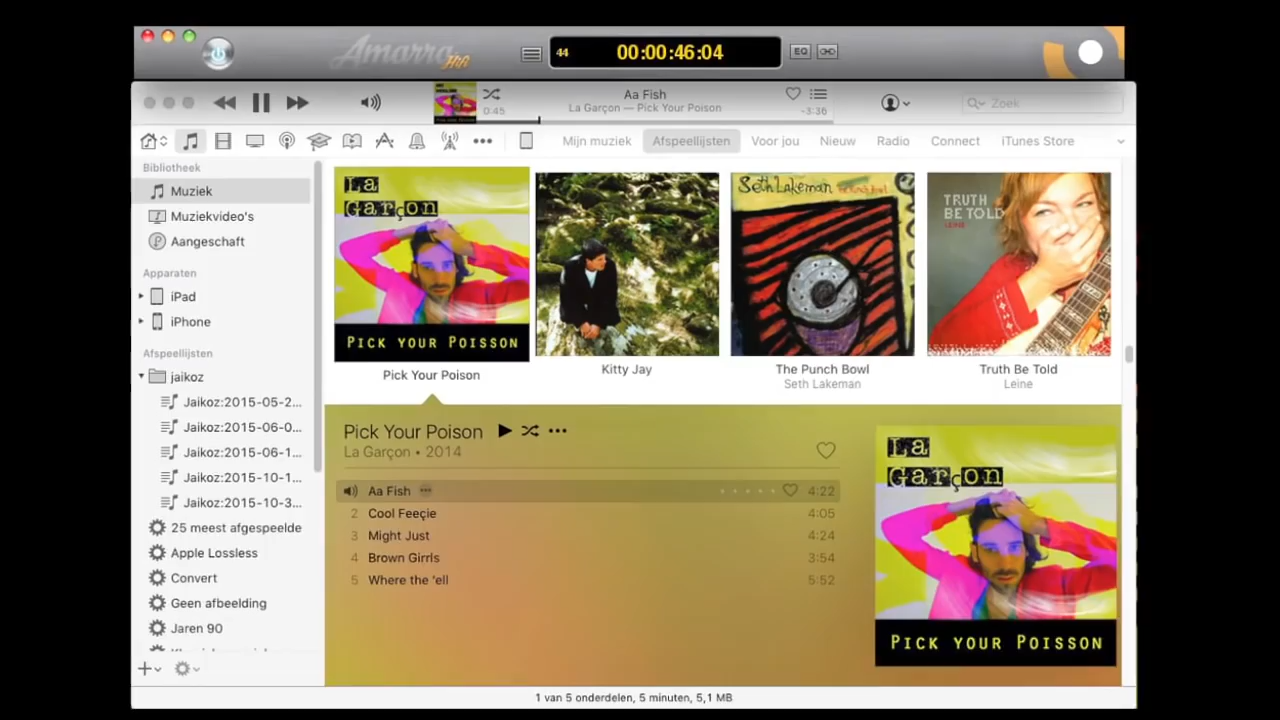 Amarra Hifi
44 00:00:46:04 EQ
Aa Fish
0:45 La Garçon — Pick Your Poison -3:36
Zoek
Mijn muziek Afspeellijsten Voor jou Nieuw Radio Connect iTunes Store
Bibliotheek
Muziek
Muziekvideo's
Aangeschaft
Apparaten
iPad
iPhone
Afspeellijsten
jaikoz
Jaikoz:2015-05-2...
Jaikoz:2015-06-0...
Jaikoz:2015-06-1...
Jaikoz:2015-10-1...
Jaikoz:2015-10-3...
25 meest afgespeelde
Apple Lossless
Convert
Geen afbeelding
Jaren 90
La
Garçon
Pick your Poisson
Pick Your Poison
Kitty Jay
Seth Lakeman The Punch Bowl
The Punch Bowl
Seth Lakeman
TRUTH
BE TOLD
LEINE
Truth Be Told
Leine
Pick Your Poison
La Garçon • 2014
Aa Fish 4:22
2 Cool Feeçie 4:05
3 Might Just 4:24
4 Brown Girrls 3:54
5 Where the 'ell 5:52
La
Garçon
Pick your Poisson
1 van 5 onderdelen, 5 minuten, 5,1 MB